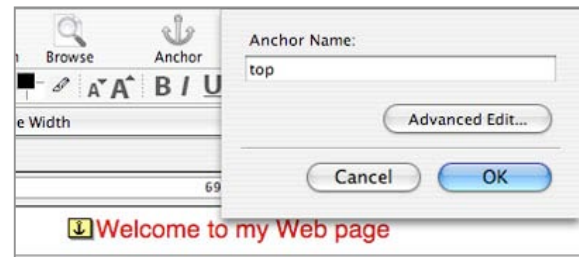 Browse Anchor
A A B I U
e Width
69
Anchor Name:
top
Advanced Edit...
Cancel OK
Welcome to my Web page